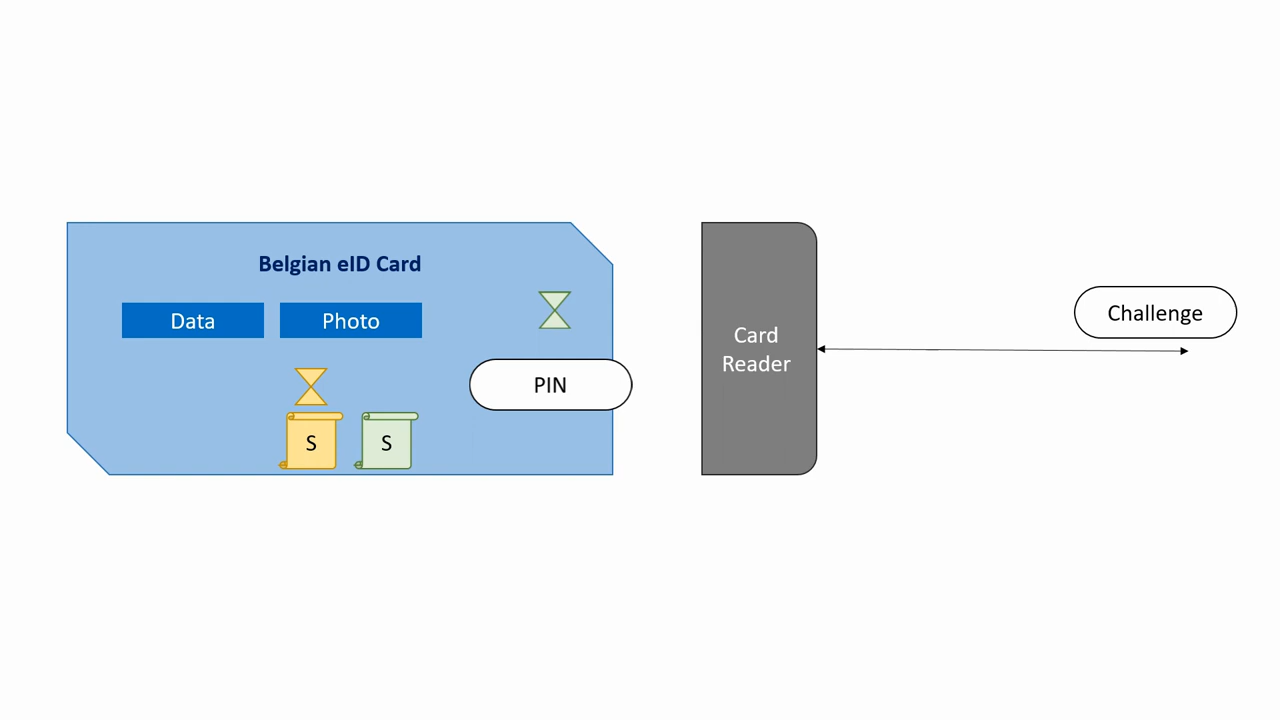 Belgian eID Card
Data
Photo
PIN
S
S
Card
Reader
Challenge